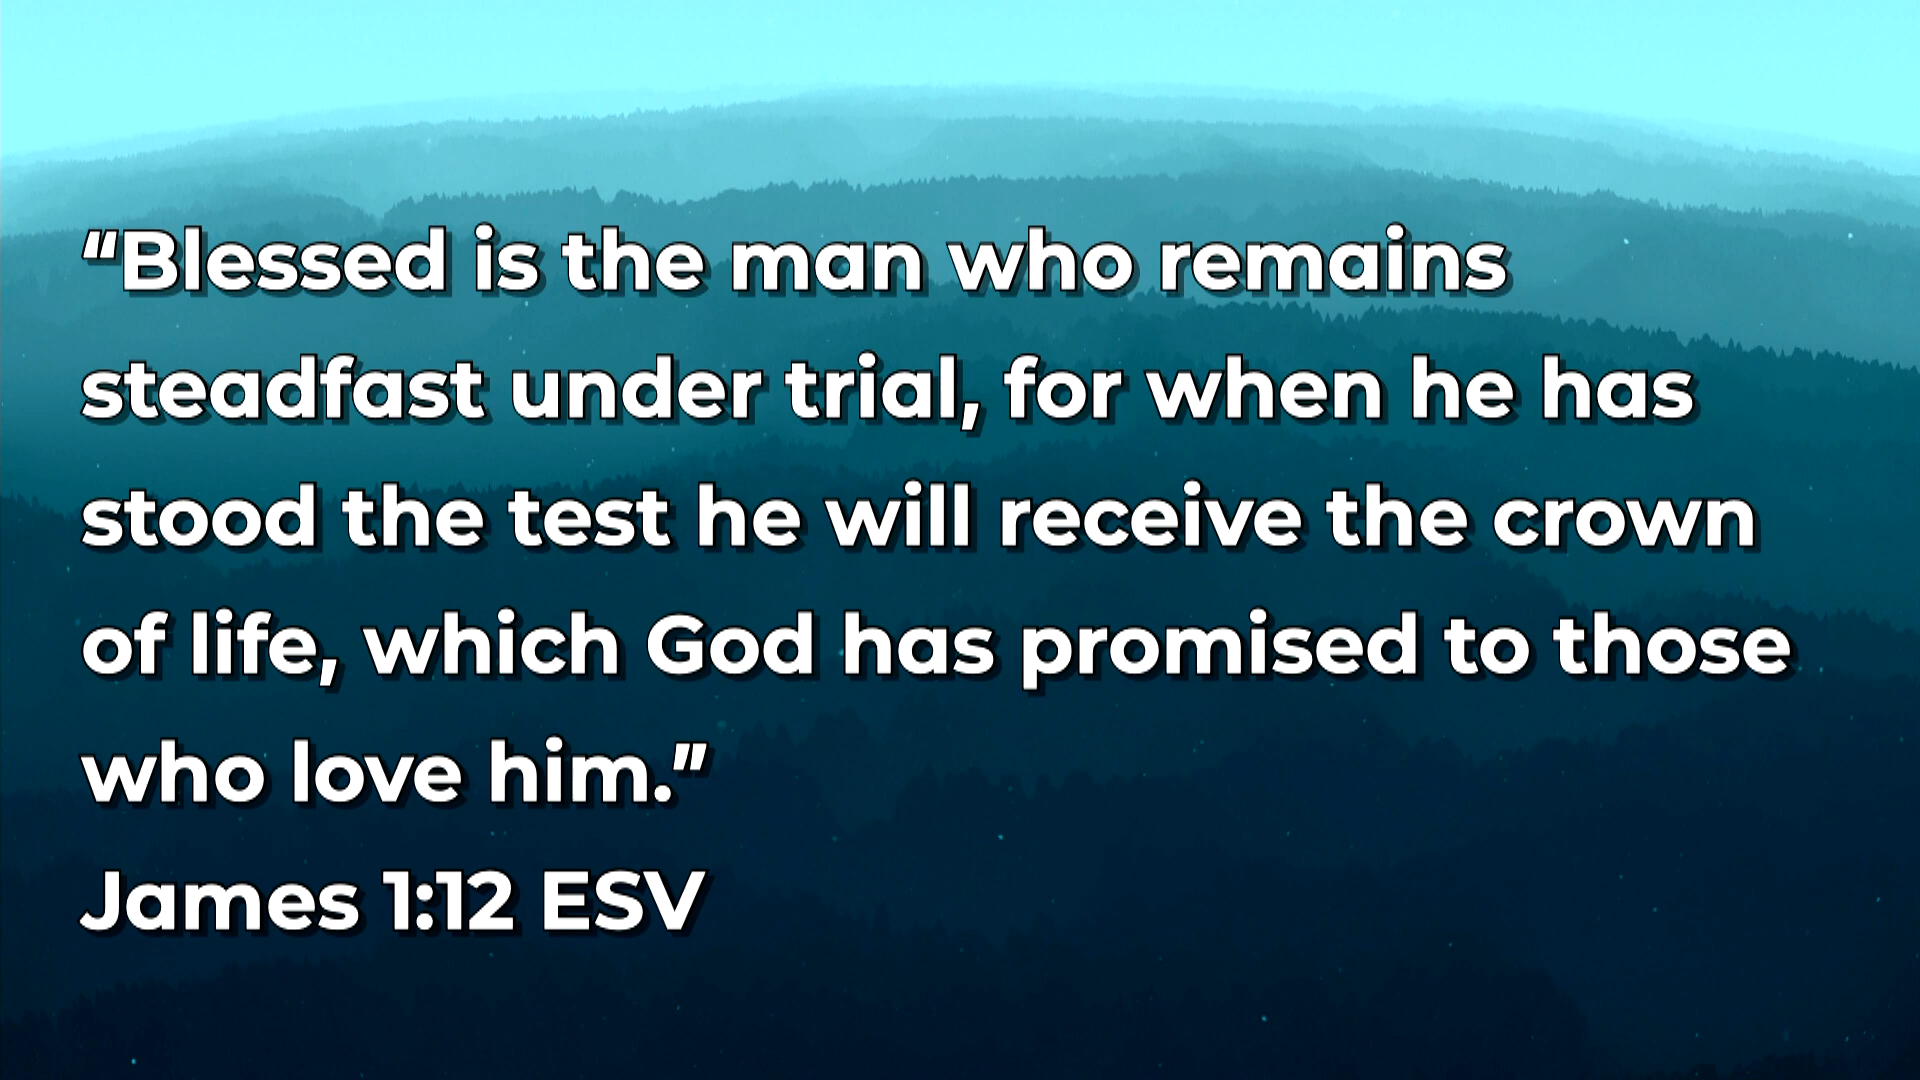 “Blessed is the man who remains
steadfast under trial, for when he has
stood the test he will receive the crown
of life, which God has promised to those
who love him.”
James 1:12 ESV